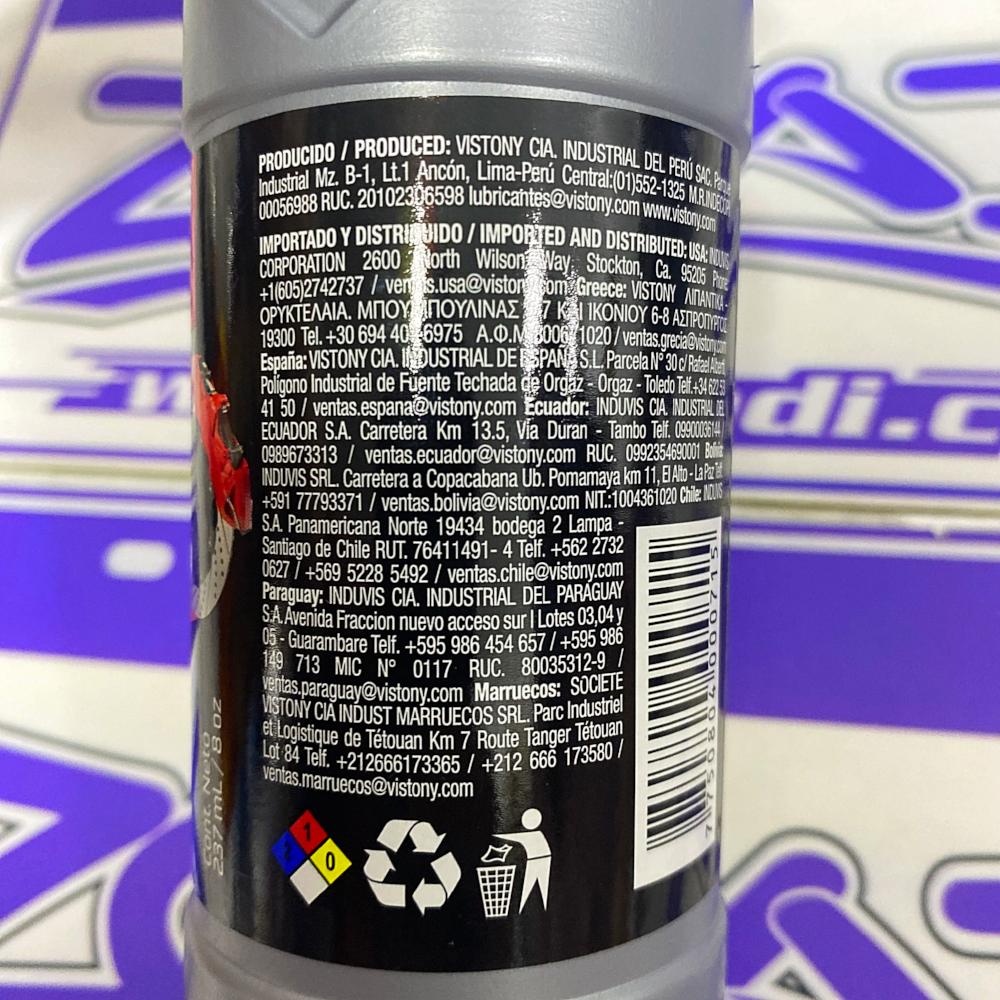 PRODUCIDO / PRODUCED: VISTONY CIA. INDUSTRIAL DEL PERÚ SAC.
Industrial Mz. B-1, Lt.1 Ancón, Lima-Perú Central:(01)552-1325
00056988 RUC. 20102306598 lubricantes@vistony.com www.vistony.com
IMPORTADO Y DISTRIBUIDO / IMPORTED AND DISTRIBUTED: USA: INDUVIS
CORPORATION 2600 North Wilson Way Stockton, Ca. 95205 Phone:
+1(605)2742737 / ventas.usa@vistony.com Greece: VISTONY ΛΙΠΑΝΤΙΚΑ -
ΟΡΥΚΤΕΛΑΙΑ. ΚΑΙ ΙΚΟΝΙΟΥ 6-8 ΑΣΠΡΟΠΥΡΓΟΣ
19300 Tel. +30 694 / ventas.grecia@vistony.com
España: VISTONY CIA. INDUSTRIAL DE ESPAÑA S.L. Parcela N° 30 c/ Rafael Alberti
Polígono Industrial de Fuente Techada de Orgaz - Orgaz - Toledo Telf.+34 622 53
41 50 / ventas.espana@vistony.com Ecuador: INDUVIS CIA. INDUSTRIAL DEL
ECUADOR S.A. Carretera Km 13.5, Vía Duran - Tambo Telf. 09900036144 /
0989673313 / ventas.ecuador@vistony.com RUC. 0992354690001 Bolivia:
INDUVIS SRL. Carretera a Copacabana Ub. Pomamaya km 11, El Alto - La Paz Telf.
+591 77793371 / ventas.bolivia@vistony.com NIT.:1004361020 Chile: INDUVIS
S.A. Panamericana Norte 19434 bodega 2 Lampa -
Santiago de Chile RUT. 76411491- 4 Telf. +562 2732
0627 / +569 5228 5492 / ventas.chile@vistony.com
Paraguay: INDUVIS CIA. INDUSTRIAL DEL PARAGUAY
S.A. Avenida Fraccion nuevo acceso sur I Lotes 03,04 y
05 - Guarambare Telf. +595 986 454 657 / +595 986
149 713 MIC N° 0117 RUC. 80035312-9 /
ventas.paraguay@vistony.com Marruecos: SOCIETE
VISTONY CIA INDUST MARRUECOS SRL. Parc Industriel
et Logistique de Tétouan Km 7 Route Tanger Tétouan
Lot 84 Telf. +212666173365 / +212 666 173580 /
ventas.marruecos@vistony.com
1
2
0
7750804000715
Cont. Neto
237 mL / 8 oz